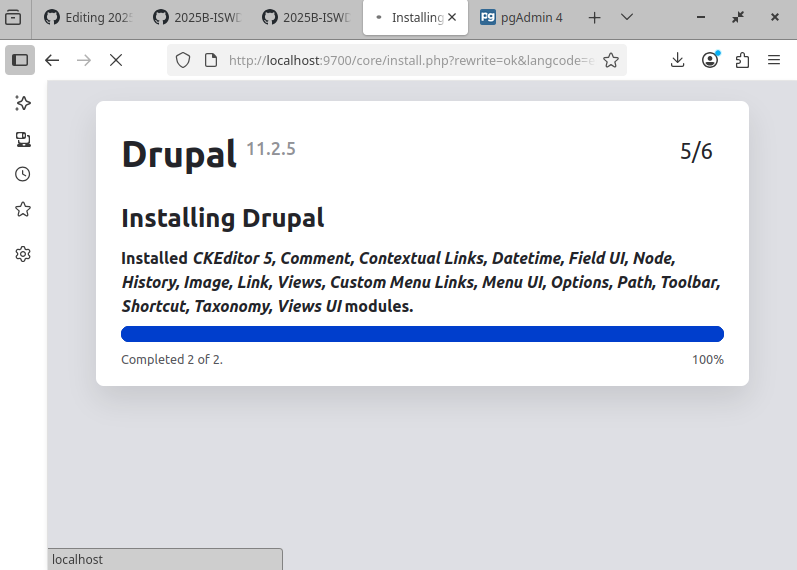 Editing 2025
2025B-ISWD
2025B-ISWD
Installing
pgAdmin 4
http://localhost:9700/core/install.php?rewrite=ok&langcode=e
Drupal 11.2.5
5/6
Installing Drupal
Installed CKEditor 5, Comment, Contextual Links, Datetime, Field UI, Node,
History, Image, Link, Views, Custom Menu Links, Menu UI, Options, Path, Toolbar,
Shortcut, Taxonomy, Views UI modules.
Completed 2 of 2.
100%
localhost